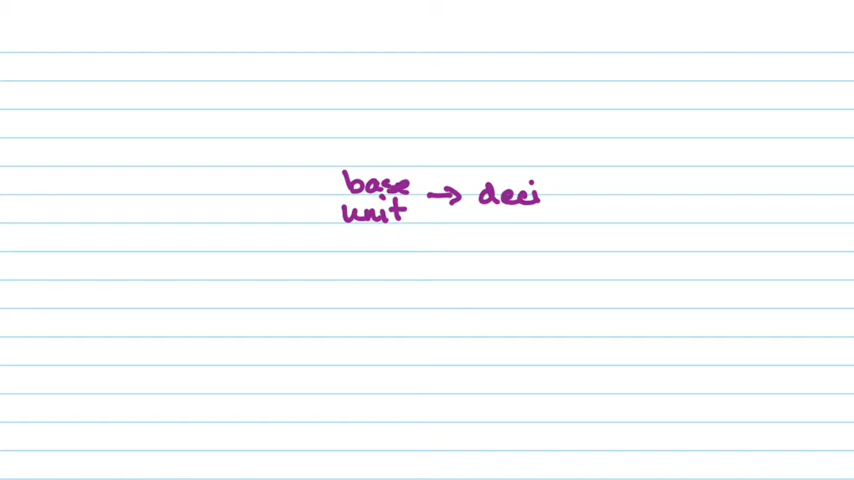 base
unit → deci